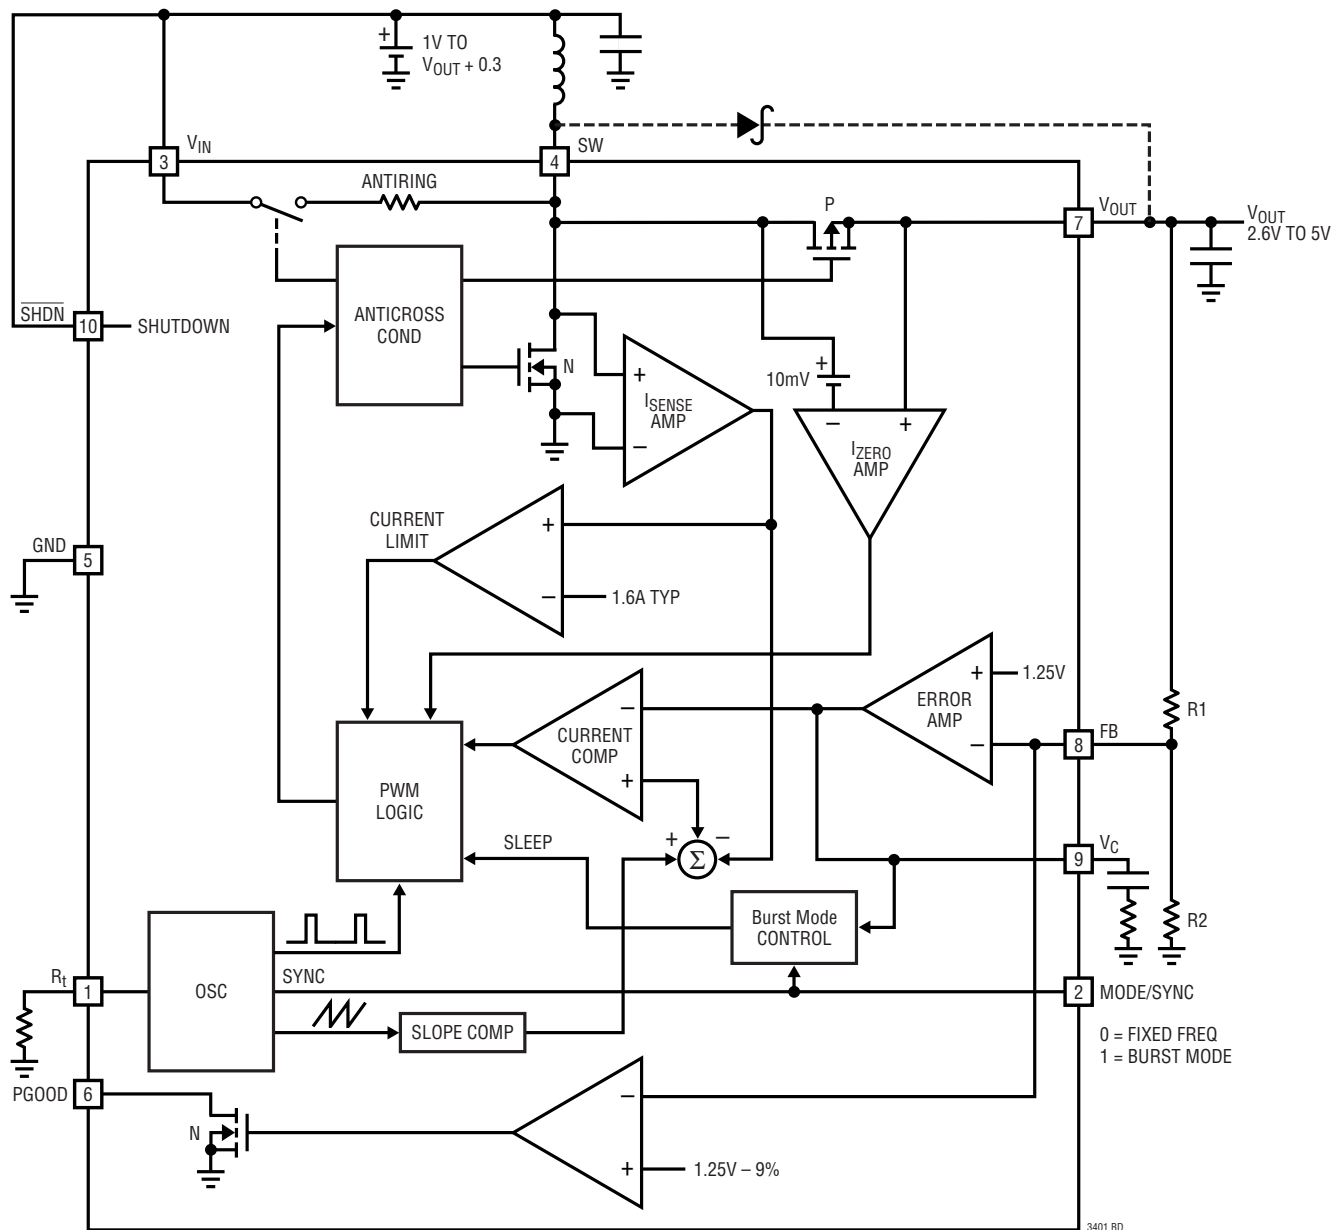 +
1V TO
V_OUT + 0.3
3
V_IN
4
SW
ANTIRING
P
7
V_OUT
V_OUT
2.6V TO 5V
SHDN
10
SHUTDOWN
ANTICROSS
COND
N
+
I_SENSE
AMP
–
+
10mV
–
+
I_ZERO
AMP
CURRENT
LIMIT
+
–
1.6A TYP
GND
5
+
1.25V
ERROR
AMP
–
R1
8
FB
–
CURRENT
COMP
+
PWM
LOGIC
SLEEP
+
–
Σ
9
V_C
Burst Mode
CONTROL
R2
R_t
1
OSC
SYNC
2
MODE/SYNC
0 = FIXED FREQ
1 = BURST MODE
SLOPE COMP
PGOOD
6
N
–
+
1.25V – 9%
3401 BD